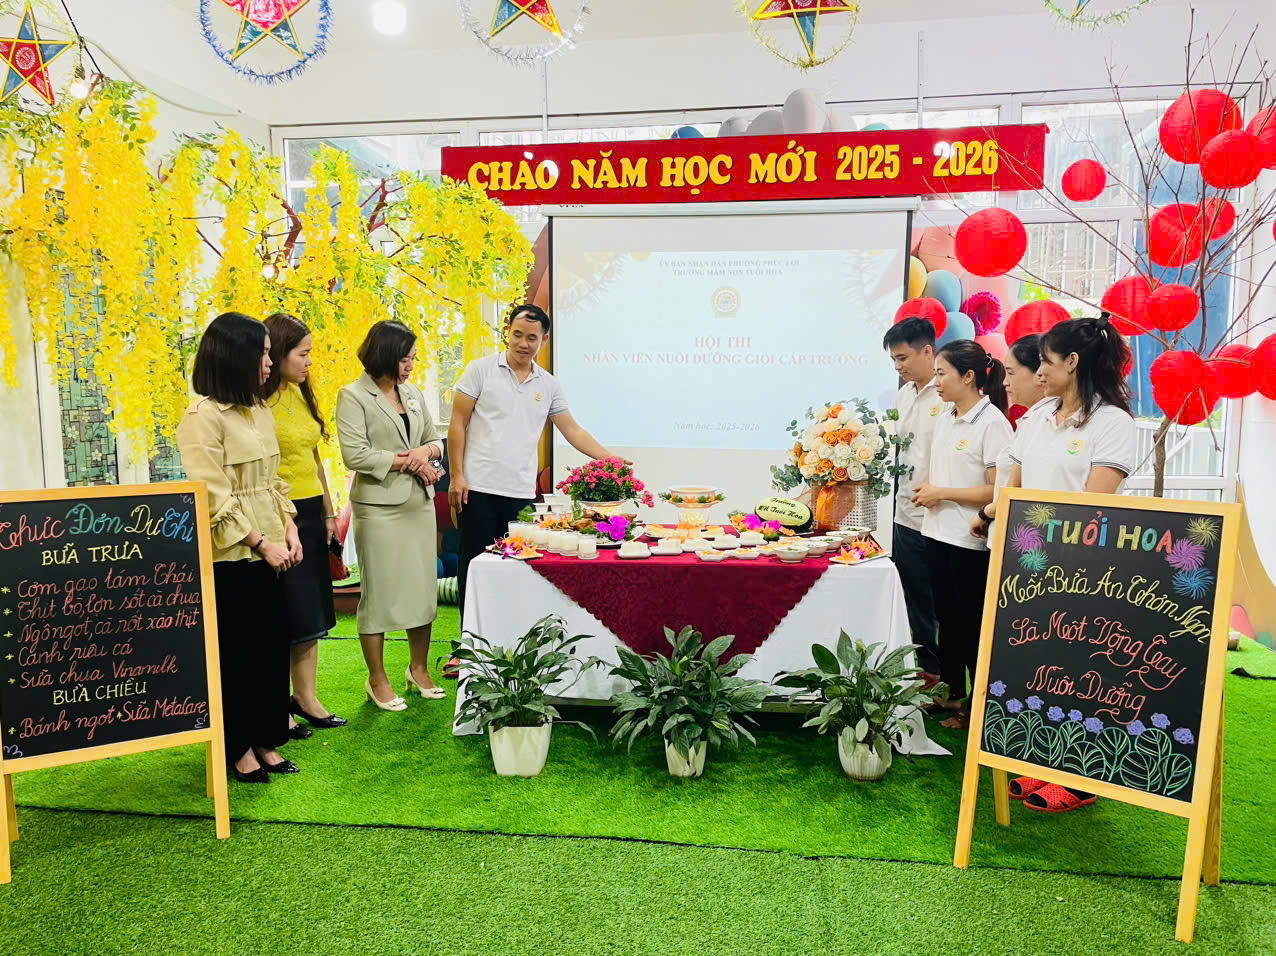 CHÀO NĂM HỌC MỚI 2025 - 2026
ỦY BAN NHÂN DÂN PHƯỜNG PHÚC LỢI
TRƯỜNG MẦM NON TUỔI HOA
HỘI THI
NHÂN VIÊN NUÔI DƯỠNG GIỎI CẤP TRƯỜNG
Năm học: 2025-2026
Thực Đơn Dự Thi
BỮA TRƯA
* Cơm gạo tám Thái
* Thịt bò, lợn sốt cà chua
* Ngô ngọt, cà rốt xào thịt
* Canh riêu cá
* Sữa chua Vinamilk
BỮA CHIỀU
* Bánh ngọt + Sữa Metacare
MN Tuổi Hoa
TUỔI HOA
Mỗi Bữa Ăn Thơm Ngon
Là Một Vòng Tay
Nuôi Dưỡng